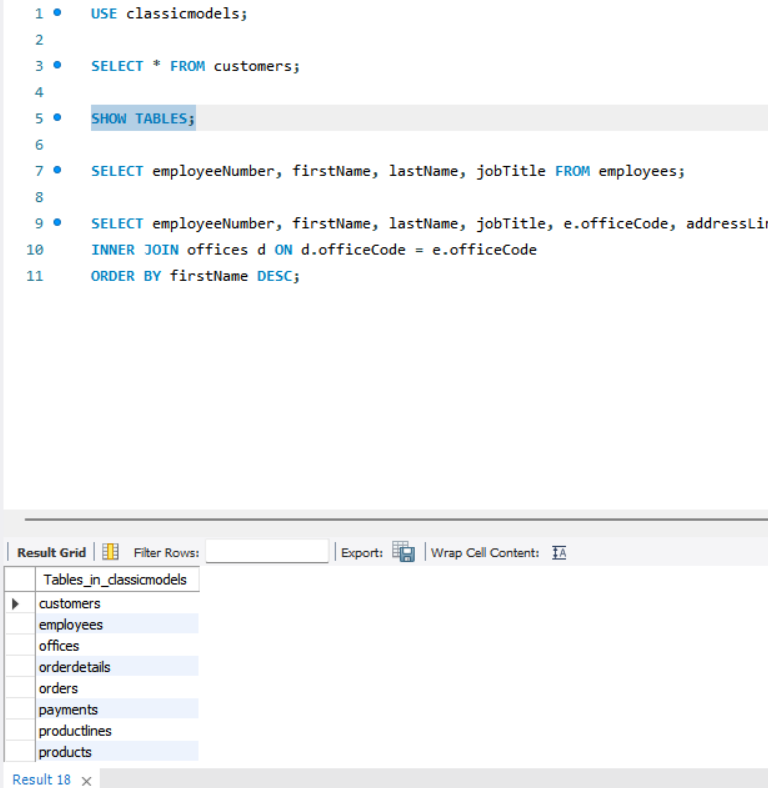 1 USE classicmodels;
2
3 SELECT * FROM customers;
4
5 SHOW TABLES;
6
7 SELECT employeeNumber, firstName, lastName, jobTitle FROM employees;
8
9 SELECT employeeNumber, firstName, lastName, jobTitle, e.officeCode,
10 INNER JOIN offices d ON d.officeCode = e.officeCode
11 ORDER BY firstName DESC;
Result Grid Filter Rows: Export: Wrap Cell Content: IA
Tables_in_classicmodels
customers
employees
offices
orderdetails
orders
payments
productlines
products
Result 18